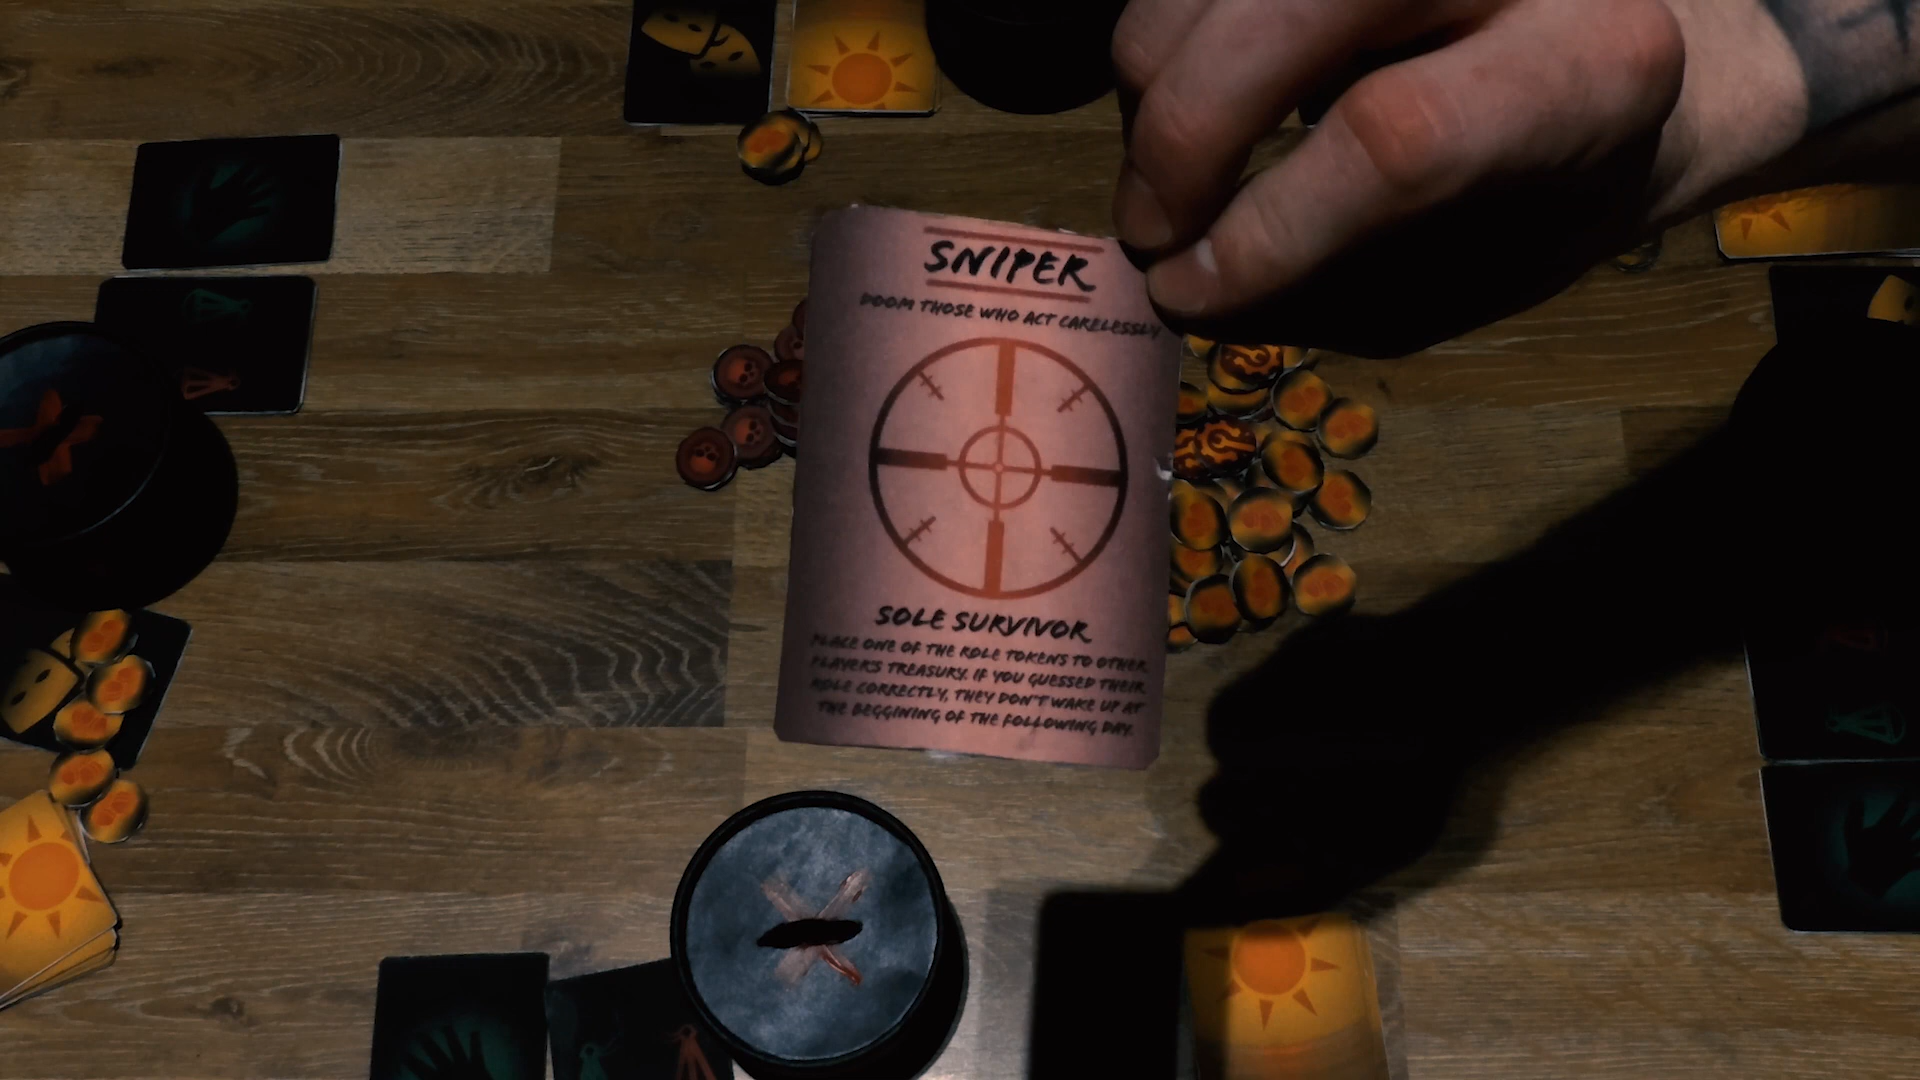 SNIPER
DOOM THOSE WHO ACT CARELESSLY
SOLE SURVIVOR
PLACE ONE OF THE ROLE TOKENS TO OTHER
PLAYER'S TREASURY. IF YOU GUESSED THEIR
ROLE CORRECTLY, THEY DON'T WAKE UP AT
THE BEGGINING OF THE FOLLOWING DAY.